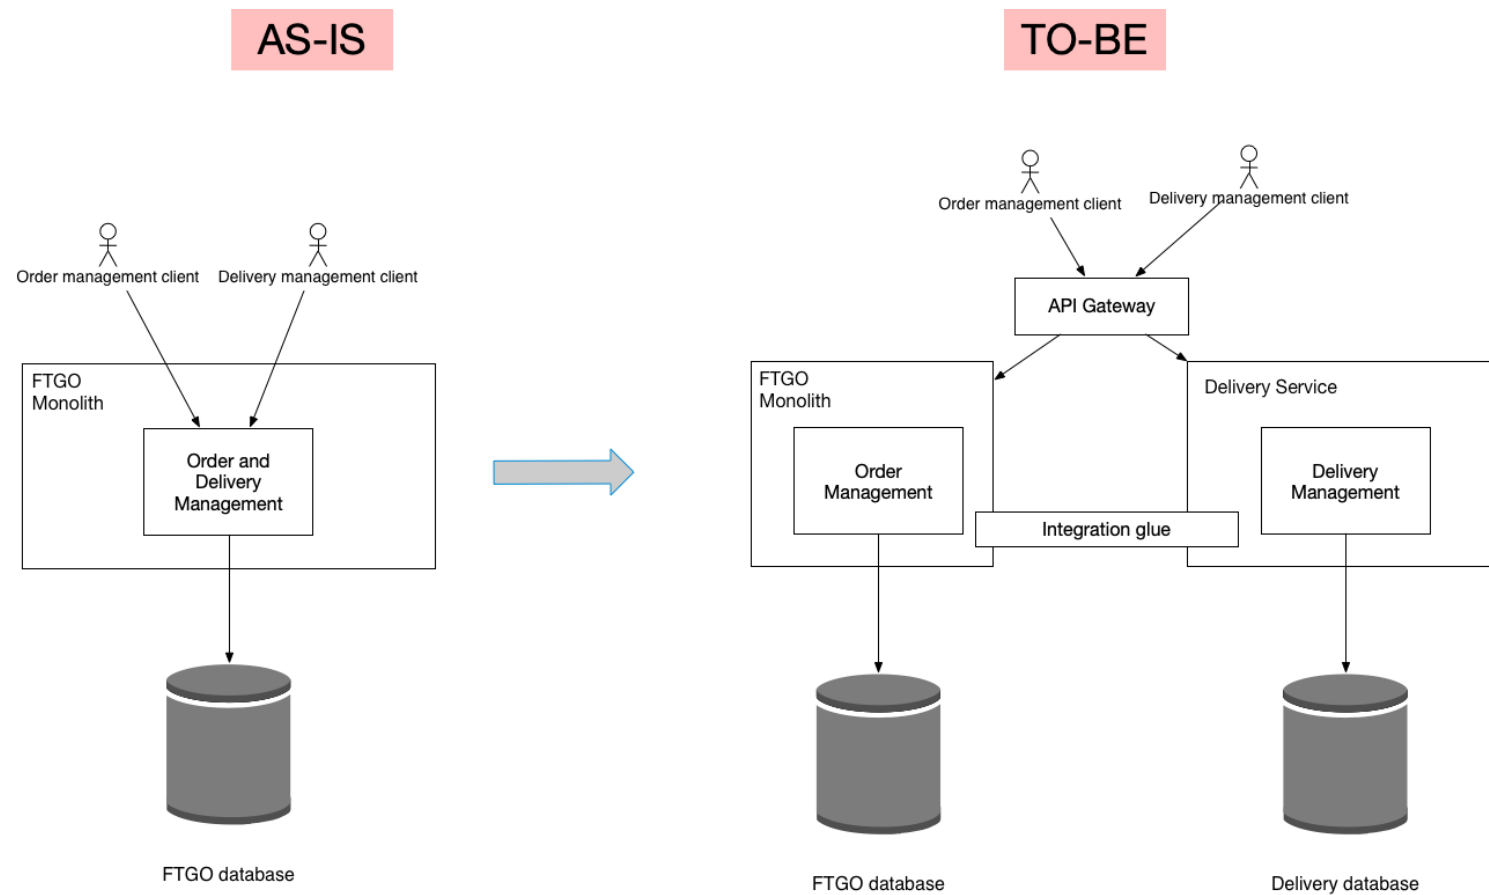 AS-IS
Order management client
Delivery management client
FTGO
Monolith
Order and
Delivery
Management
FTGO database
TO-BE
Order management client
Delivery management client
API Gateway
FTGO
Monolith
Order
Management
Integration glue
Delivery Service
Delivery
Management
FTGO database
Delivery database